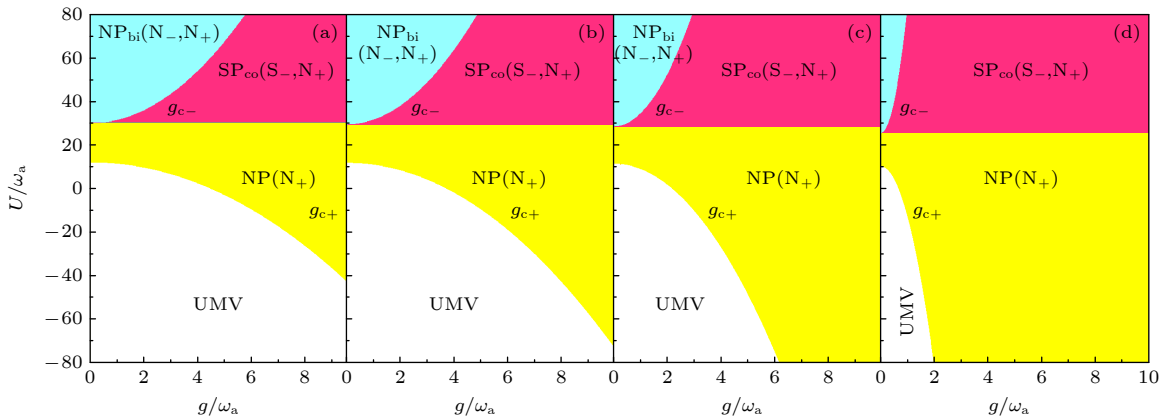 80
60
40
20
0
−20
−40
−60
−80
U/ωa
NPbi(N−,N+)
(a)
SPco(S−,N+)
gc−
NP(N+)
gc+
UMV
0 2 4 6 8
g/ωa
NPbi
(N−,N+)
(b)
SPco(S−,N+)
gc−
NP(N+)
gc+
UMV
0 2 4 6 8
g/ωa
NPbi
(N−,N+)
(c)
SPco(S−,N+)
gc−
NP(N+)
gc+
UMV
0 2 4 6 8
g/ωa
(d)
SPco(S−,N+)
gc−
NP(N+)
gc+
UMV
0 2 4 6 8 10
g/ωa